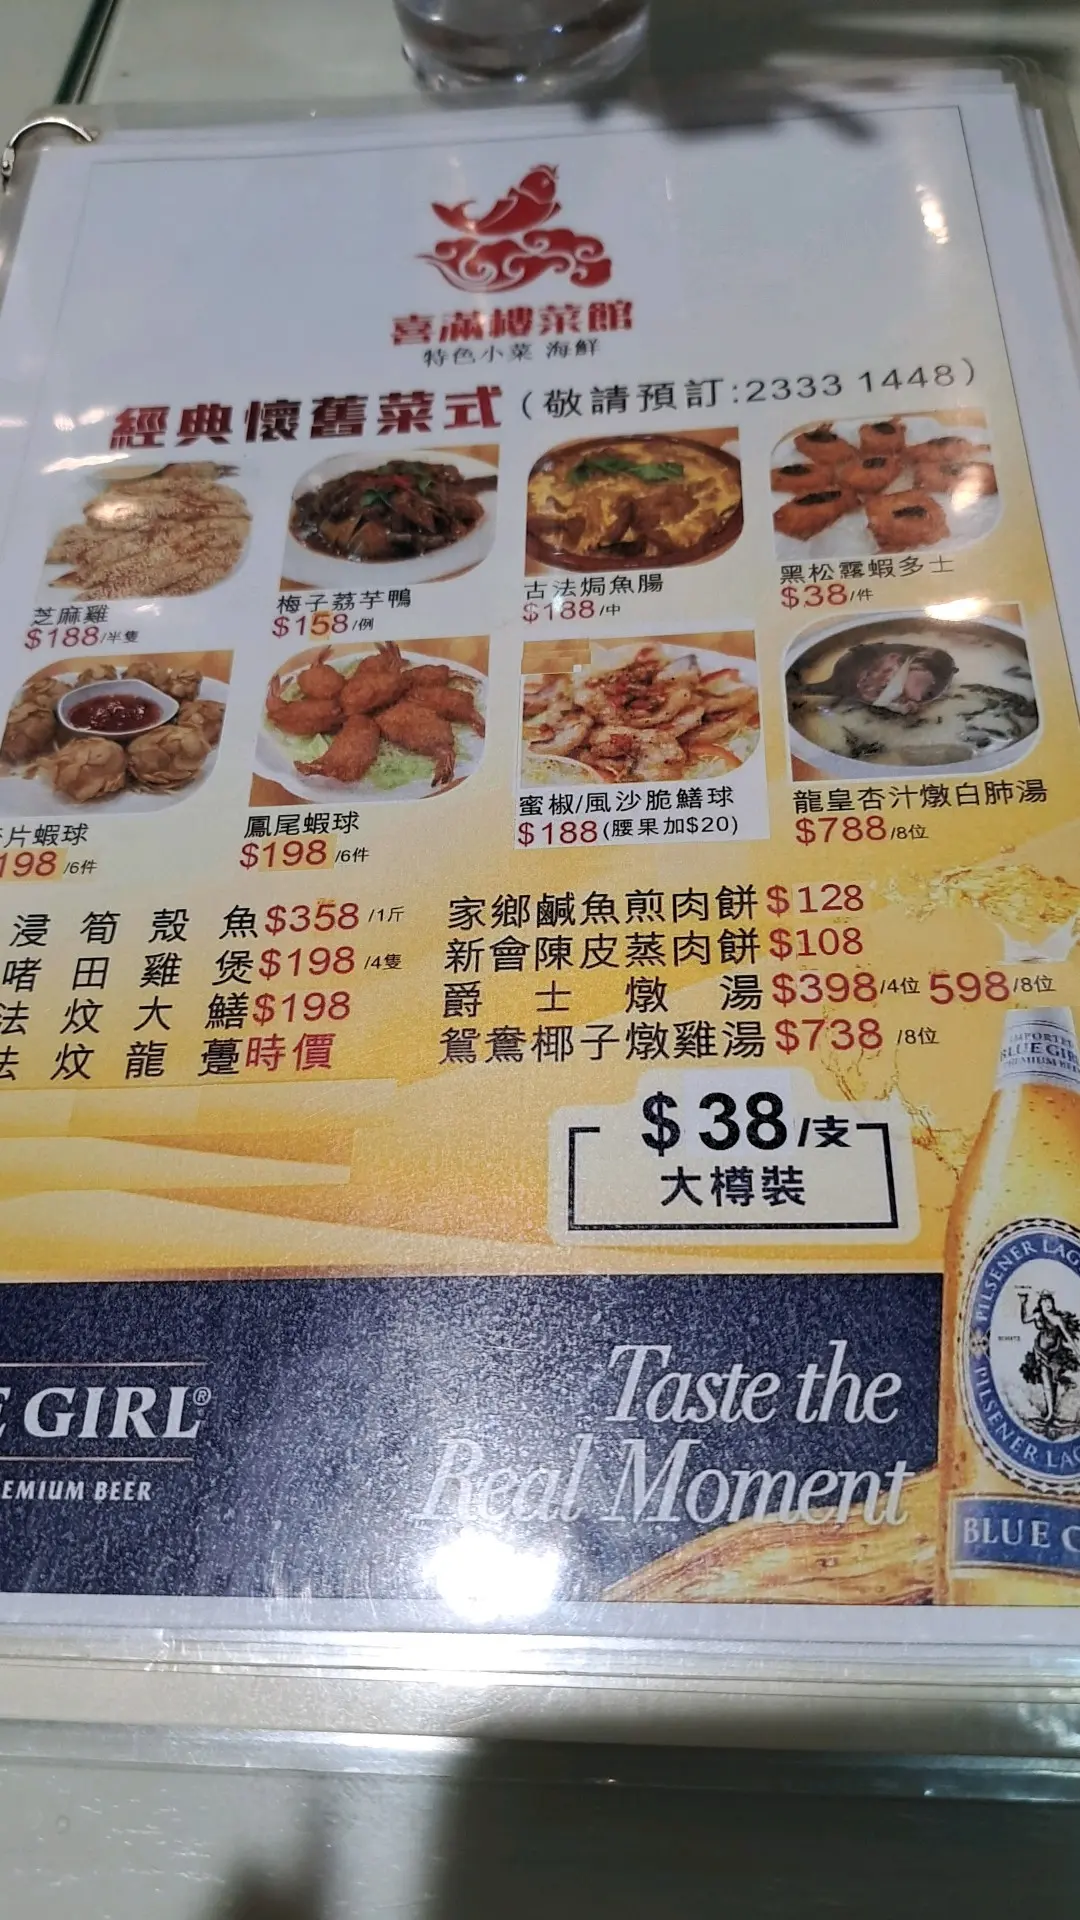 喜滿樓菜館
特色小菜 海鮮
經典懷舊菜式(敬請預訂:2333 1448)
芝麻雞
$188/半隻
梅子荔芋鴨
$158/例
古法焗魚腸
$188/中
黑松露蝦多士
$38/件
片蝦球
198/6件
鳳尾蝦球
$198/6件
蜜椒/風沙脆鱔球
$188(腰果加$20)
龍皇杏汁燉白肺湯
$788/8位
浸筍殼魚$358/1斤
啫田雞煲$198/4隻
法炆大鱔$198
法炆龍躉時價
家鄉鹹魚煎肉餅$128
新會陳皮蒸肉餅$108
爵士燉湯$398/4位 598/8位
鴛鴦椰子燉雞湯$738/8位
$38/支
大樽裝
IMPORTED
BLUE GIRL
PREMIUM BEER
PILSENER LAG
PILSENER LAG
BLUE G
E GIRL®
EMIUM BEER
Taste the
Real Moment